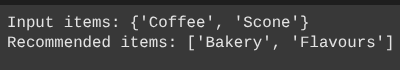 Input items: {'Coffee', 'Scone'}
Recommended items: ['Bakery', 'Flavours']